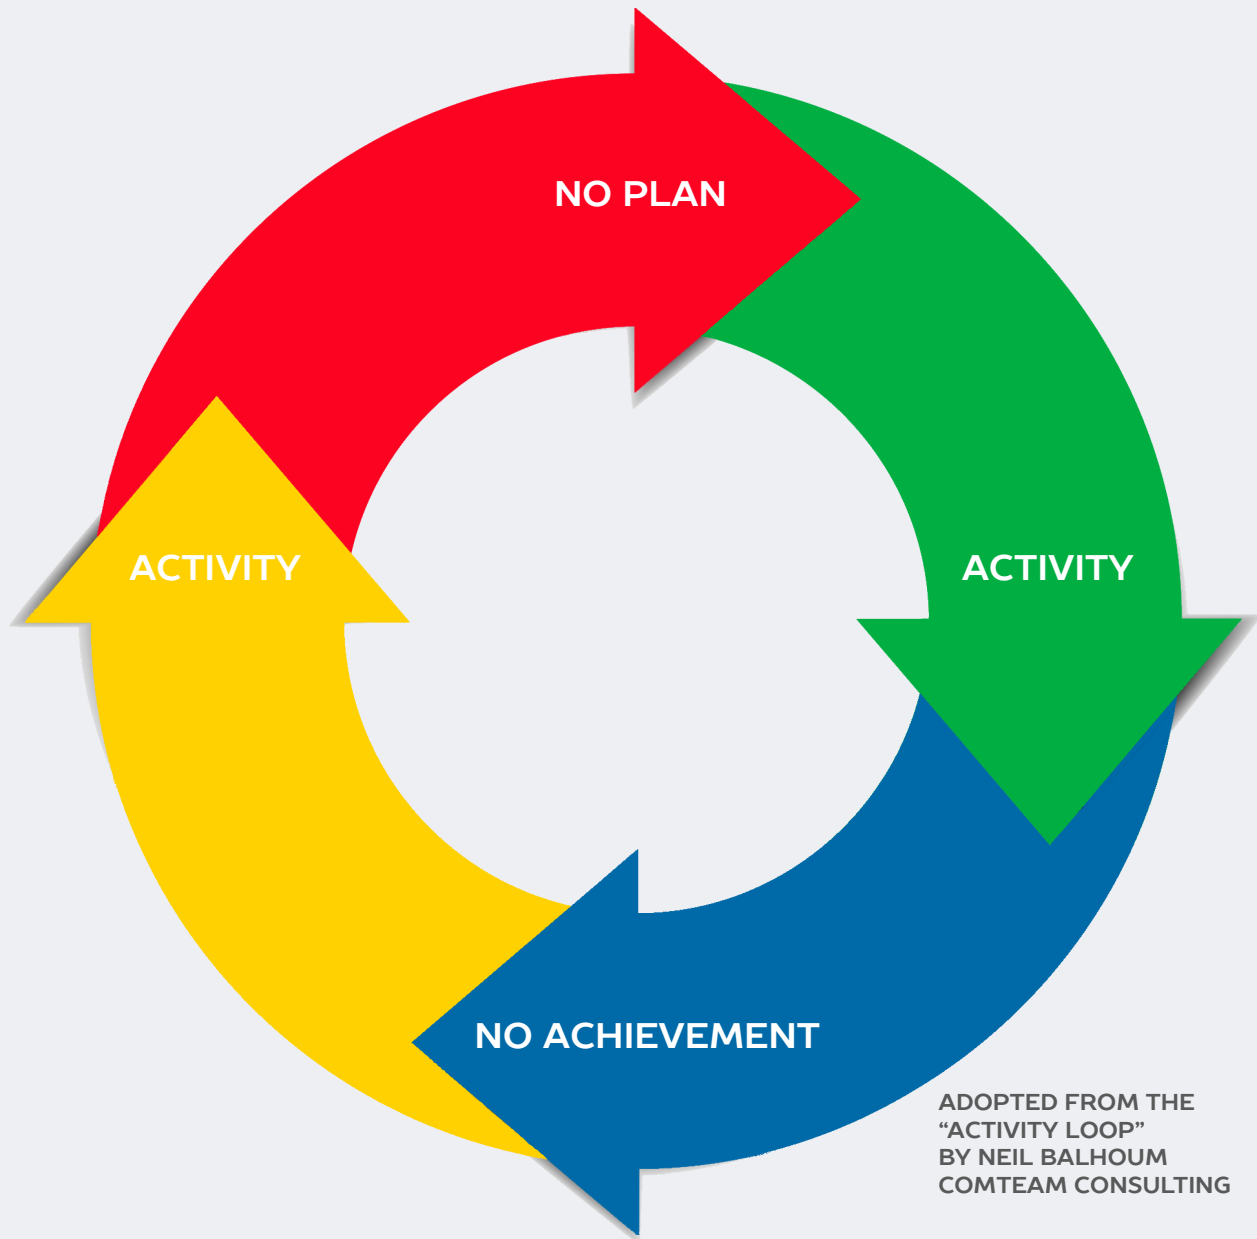 NO PLAN
ACTIVITY
ACTIVITY
NO ACHIEVEMENT
ADOPTED FROM THE
“ACTIVITY LOOP”
BY NEIL BALHOUM
COMTEAM CONSULTING